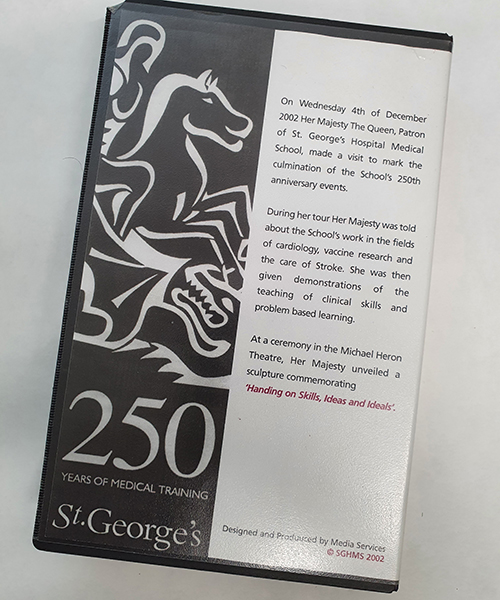 On Wednesday 4th of December
2002 Her Majesty The Queen, Patron
of St. George's Hospital Medical
School, made a visit to mark the
culmination of the School's 250th
anniversary events.
During her tour Her Majesty was told
about the School's work in the fields
of cardiology, vaccine research and
the care of Stroke. She was then
given demonstrations of the
teaching of clinical skills and
problem based learning.
At a ceremony in the Michael Heron
Theatre, Her Majesty unveiled a
sculpture commemorating
'Handing on Skills, Ideas and Ideals'.
250
YEARS OF MEDICAL TRAINING
St.George's
Designed and Produced by Media Services
© SGHMS 2002